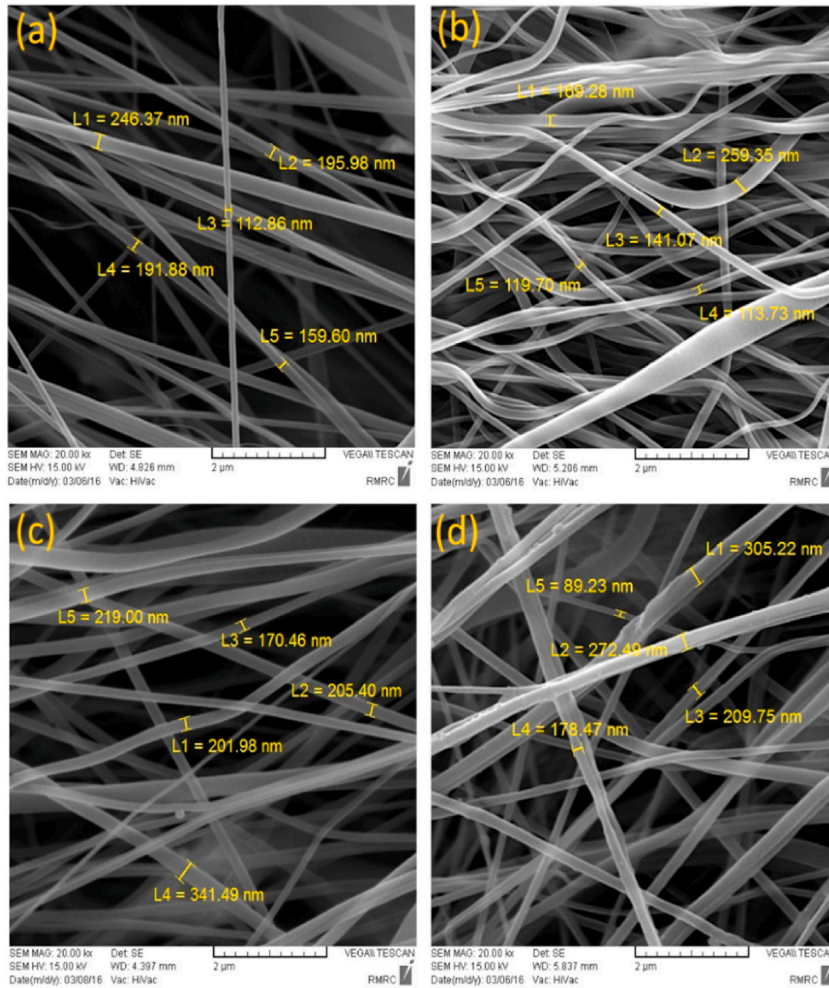 (a)
L1 = 246.37 nm
L2 = 195.98 nm
L3 = 112.86 nm
L4 = 191.88 nm
L5 = 159.60 nm
SEM MAG: 20.00 kx Det: SE VEGA\\ TESCAN
SEM HV: 15.00 kV WD: 4.826 mm 2 µm
Date(m/d/y): 03/06/16 Vac: HiVac RMRC
(b)
L1 = 169.28 nm
L2 = 259.35 nm
L3 = 141.07 nm
L5 = 119.70 nm
L4 = 113.73 nm
SEM MAG: 20.00 kx Det: SE VEGA\\ TESCAN
SEM HV: 15.00 kV WD: 5.206 mm 2 µm
Date(m/d/y): 03/06/16 Vac: HiVac RMRC
(c)
L5 = 219.00 nm
L3 = 170.46 nm
L2 = 205.40 nm
L1 = 201.98 nm
L4 = 341.49 nm
SEM MAG: 20.00 kx Det: SE VEGA\\ TESCAN
SEM HV: 15.00 kV WD: 4.397 mm 2 µm
Date(m/d/y): 03/08/16 Vac: HiVac RMRC
(d)
L1 = 305.22 nm
L5 = 89.23 nm
L2 = 272.49 nm
L3 = 209.75 nm
L4 = 178.47 nm
SEM MAG: 20.00 kx Det: SE VEGA\\ TESCAN
SEM HV: 15.00 kV WD: 5.837 mm 2 µm
Date(m/d/y): 03/06/16 Vac: HiVac RMRC